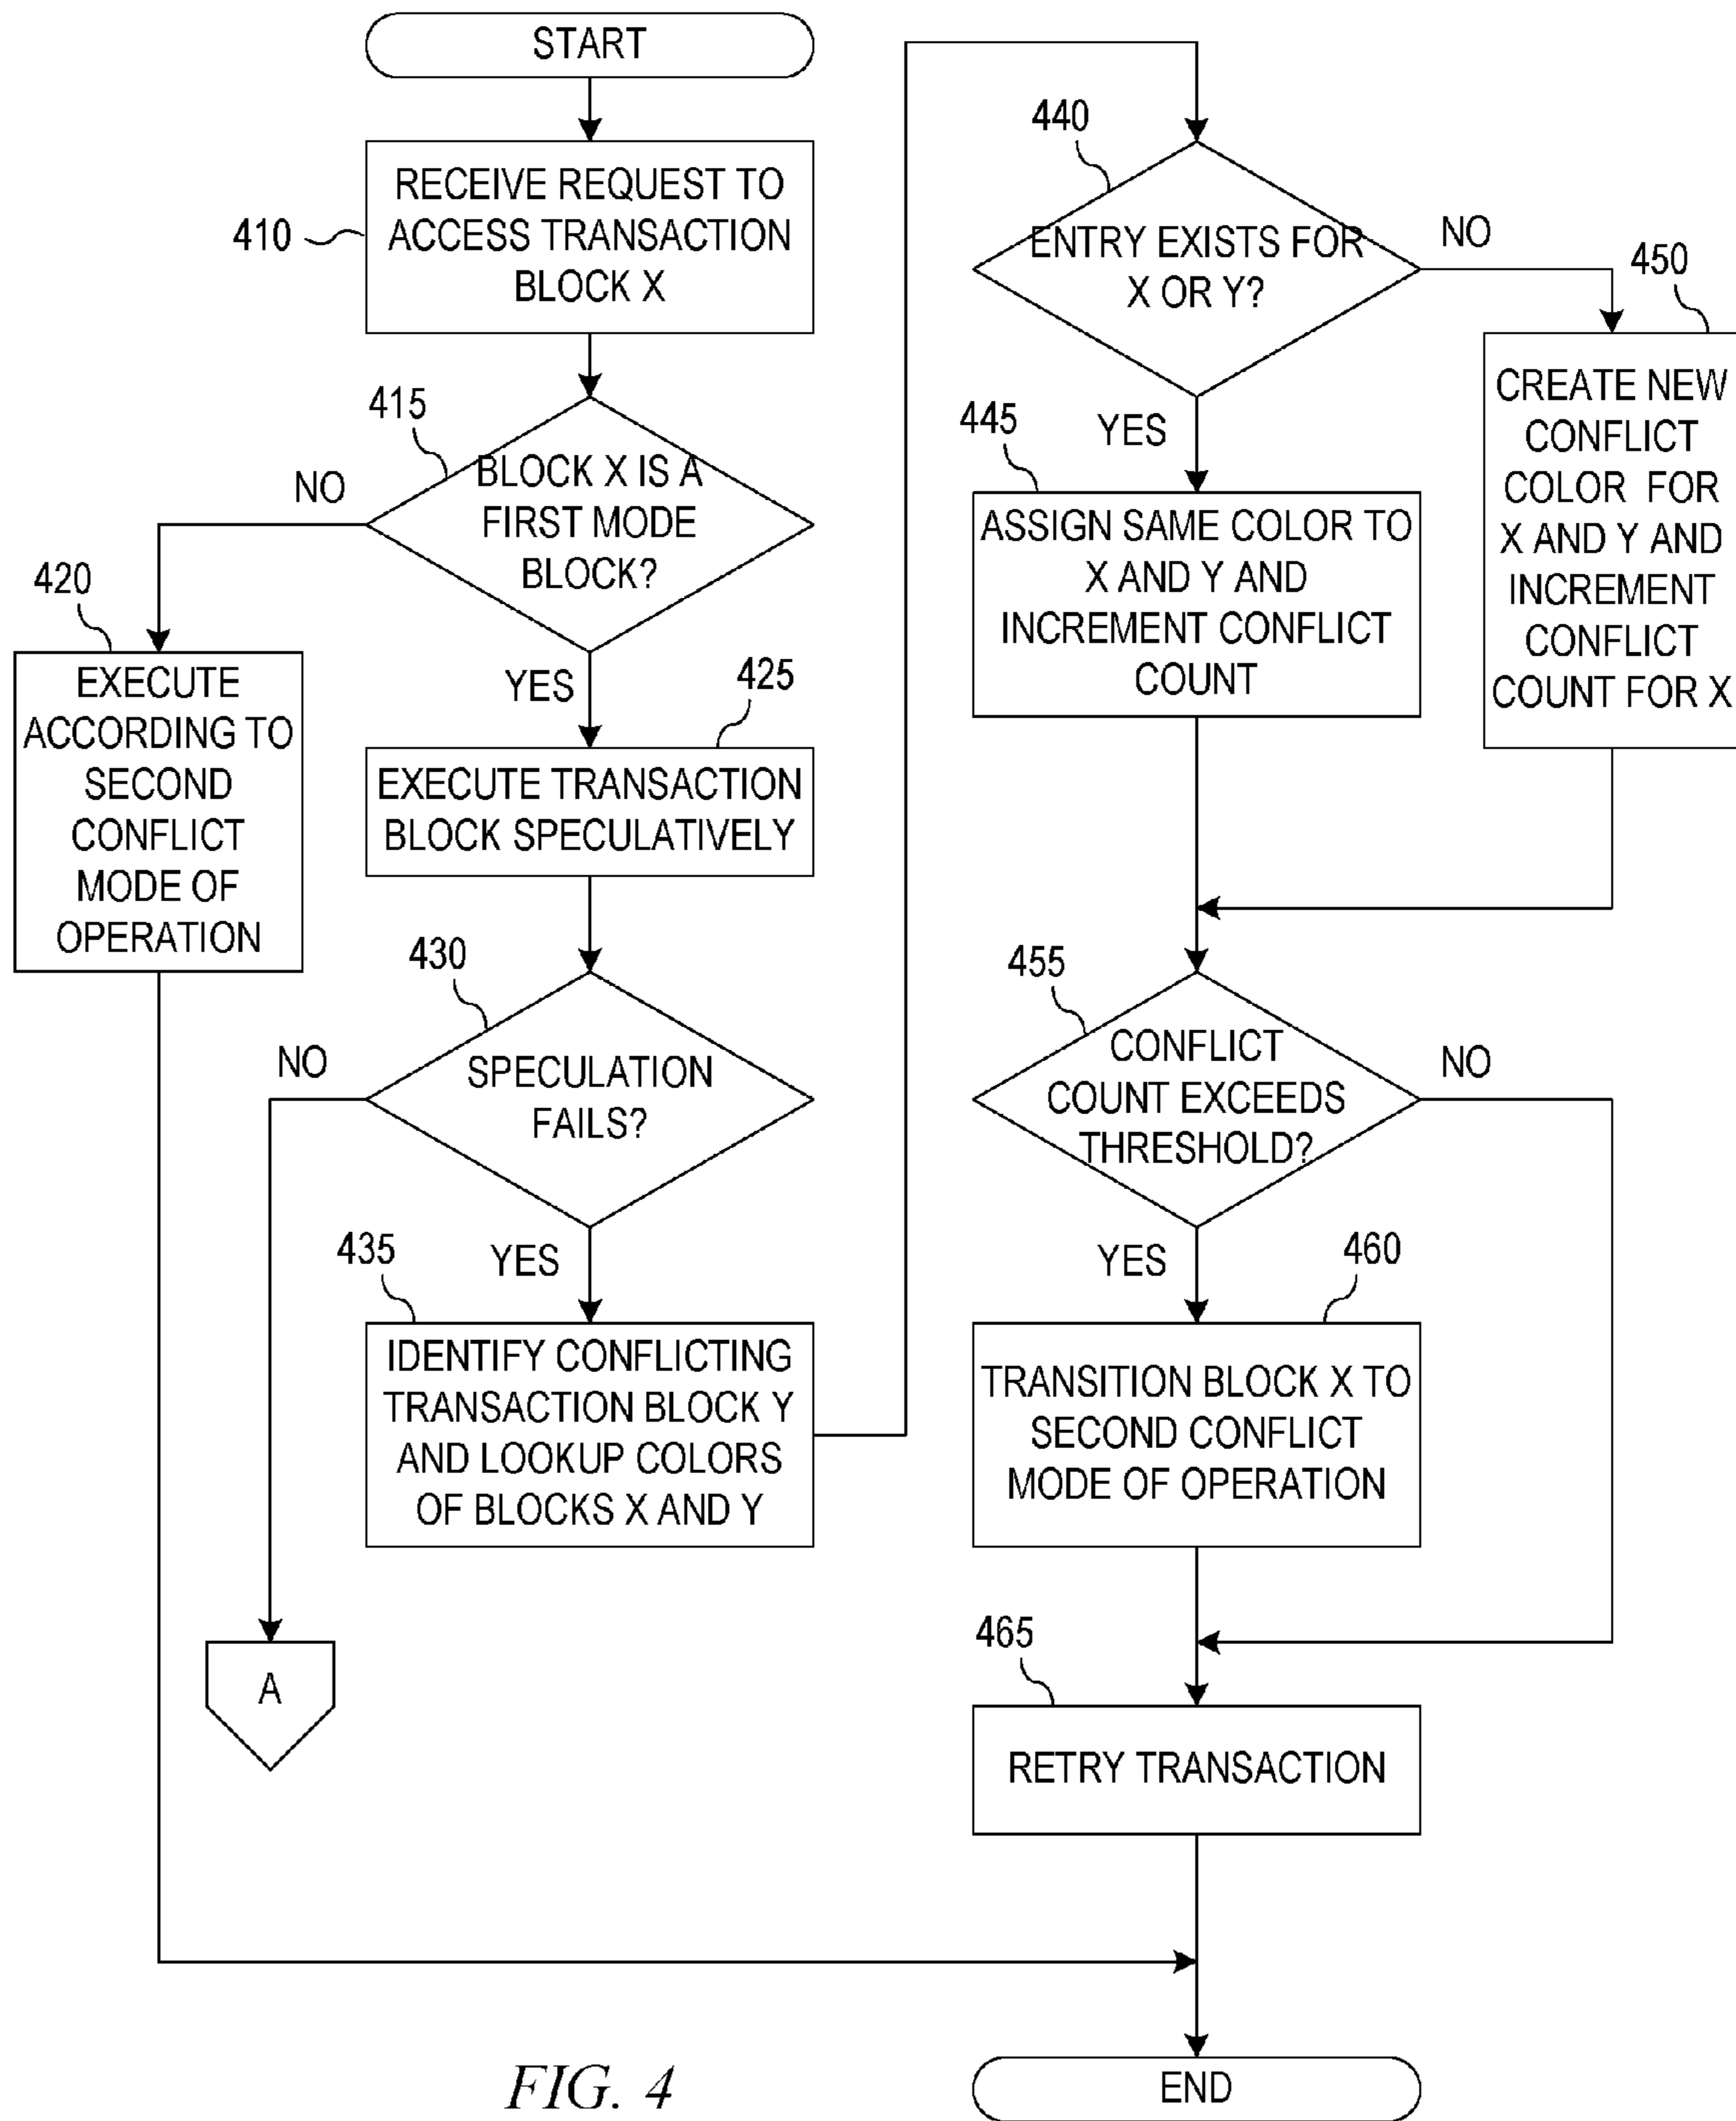 START
410
RECEIVE REQUEST TO
ACCESS TRANSACTION
BLOCK X
415
BLOCK X IS A
FIRST MODE
BLOCK?
NO
YES
420
EXECUTE
ACCORDING TO
SECOND
CONFLICT
MODE OF
OPERATION
425
EXECUTE TRANSACTION
BLOCK SPECULATIVELY
430
SPECULATION
FAILS?
NO
YES
435
IDENTIFY CONFLICTING
TRANSACTION BLOCK Y
AND LOOKUP COLORS
OF BLOCKS X AND Y
A
440
ENTRY EXISTS FOR
X OR Y?
NO
YES
445
ASSIGN SAME COLOR TO
X AND Y AND
INCREMENT CONFLICT
COUNT
450
CREATE NEW
CONFLICT
COLOR FOR
X AND Y AND
INCREMENT
CONFLICT
COUNT FOR X
455
CONFLICT
COUNT EXCEEDS
THRESHOLD?
NO
YES
460
TRANSITION BLOCK X TO
SECOND CONFLICT
MODE OF OPERATION
465
RETRY TRANSACTION
END
FIG. 4